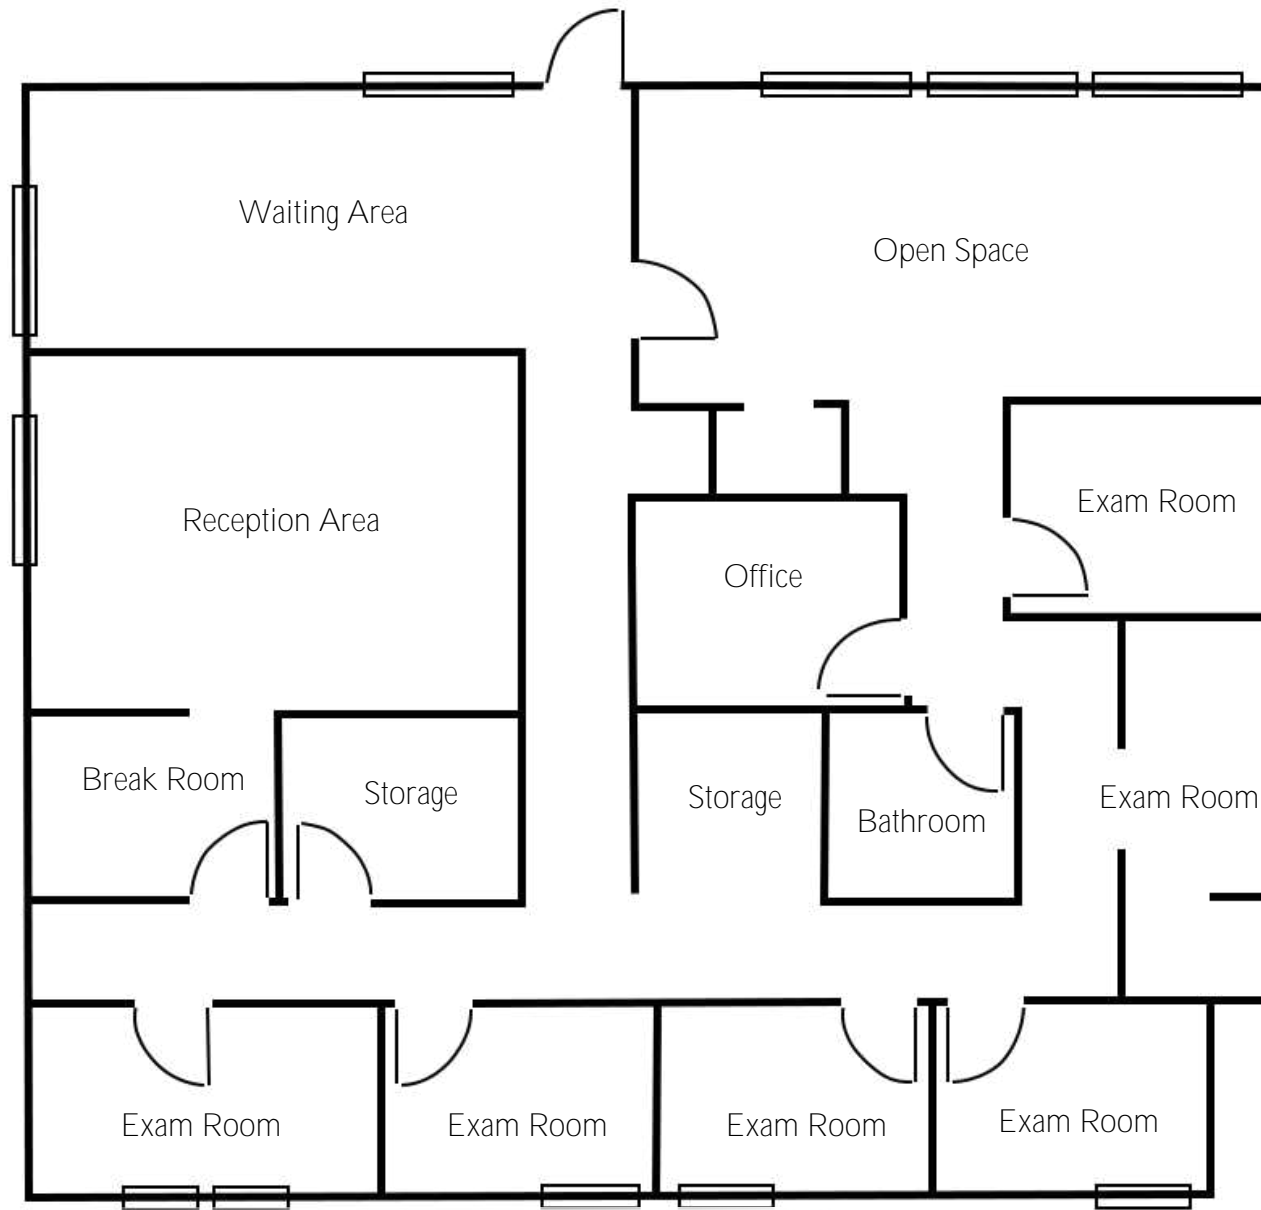 Waiting Area
Open Space
Reception Area
Exam Room
Office
Break Room
Storage
Storage
Bathroom
Exam Room
Exam Room
Exam Room
Exam Room
Exam Room